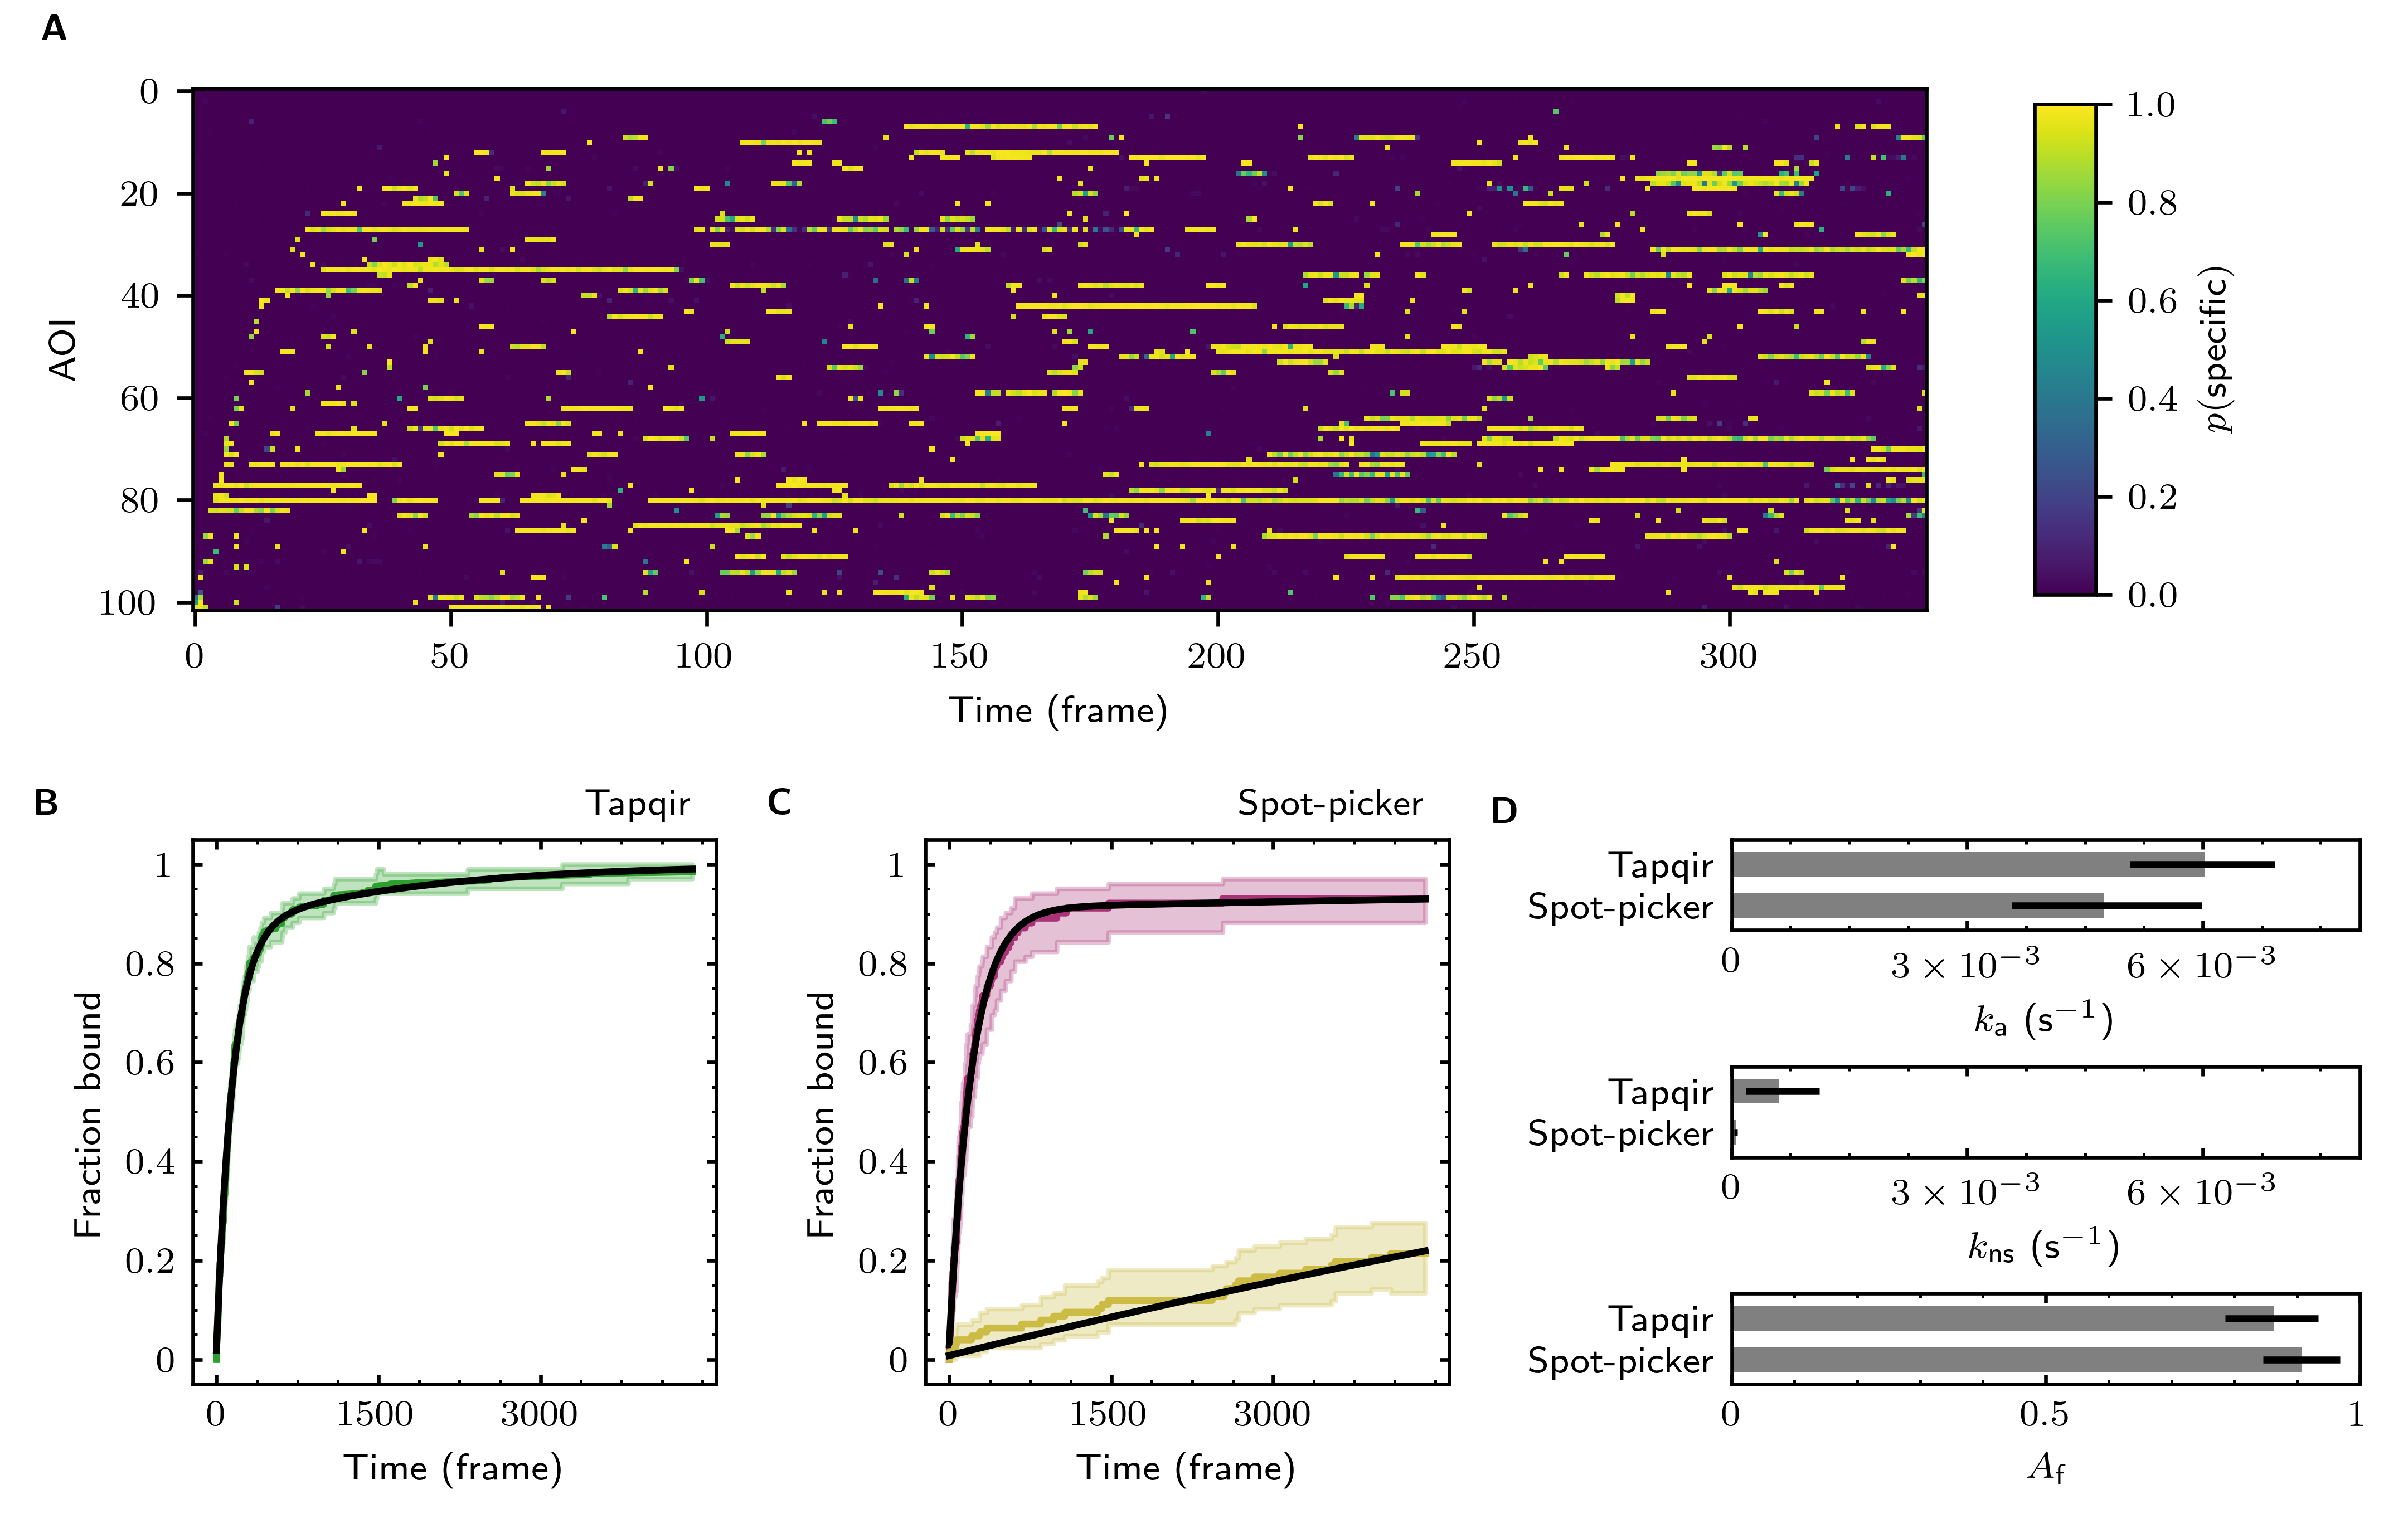 A
0
20
40
60
80
100
AOI
0 50 100 150 200 250 300
Time (frame)
1.0
0.8
0.6
0.4
0.2
0.0
p(specific)
B
Tapqir
1
0.8
0.6
0.4
0.2
0
Fraction bound
0 1500 3000
Time (frame)
C
Spot-picker
1
0.8
0.6
0.4
0.2
0
Fraction bound
0 1500 3000
Time (frame)
D
Tapqir
Spot-picker
0 3 × 10⁻³ 6 × 10⁻³
kₐ (s⁻¹)
Tapqir
Spot-picker
0 3 × 10⁻³ 6 × 10⁻³
kₙₛ (s⁻¹)
Tapqir
Spot-picker
0 0.5 1
A_f